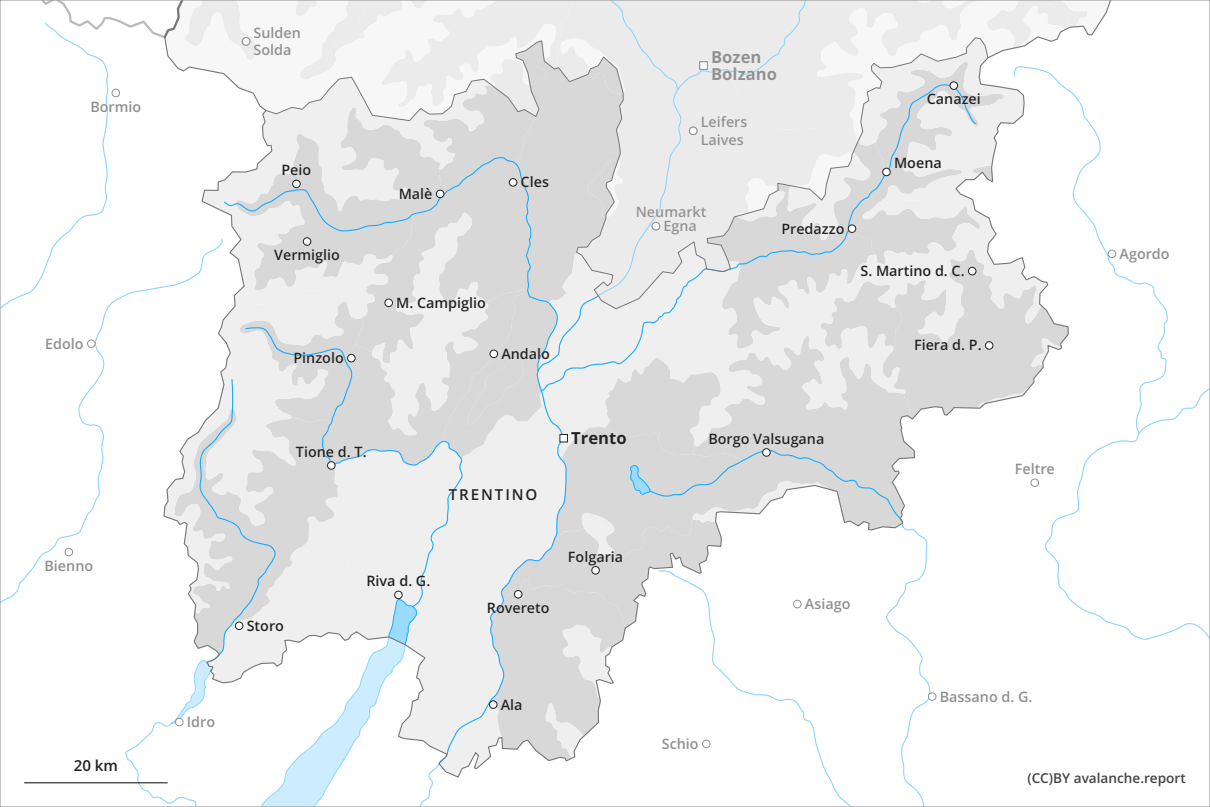 Sulden
Solda
Bozen
Bolzano
Bormio
Canazei
Leifers
Laives
Moena
Peio
Malè
Cles
Neumarkt
Egna
Predazzo
Vermiglio
Agordo
S. Martino d. C.
M. Campiglio
Edolo
Fiera d. P.
Pinzolo
Andalo
Trento
Borgo Valsugana
Tione d. T.
Feltre
TRENTINO
Bienno
Folgaria
Riva d. G.
Rovereto
Asiago
Storo
Bassano d. G.
Ala
Idro
Schio
20 km
(CC)BY avalanche.report